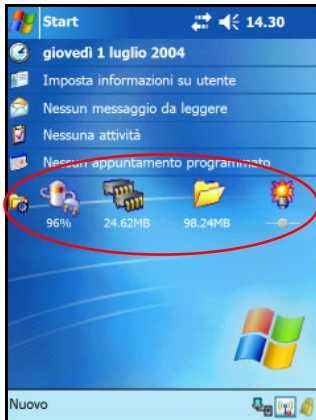 Start 14.30
giovedì 1 luglio 2004
Imposta informazioni su utente
Nessun messaggio da leggere
Nessuna attività
Nessun appuntamento programmato
96% 24.62MB 98.24MB
Nuovo